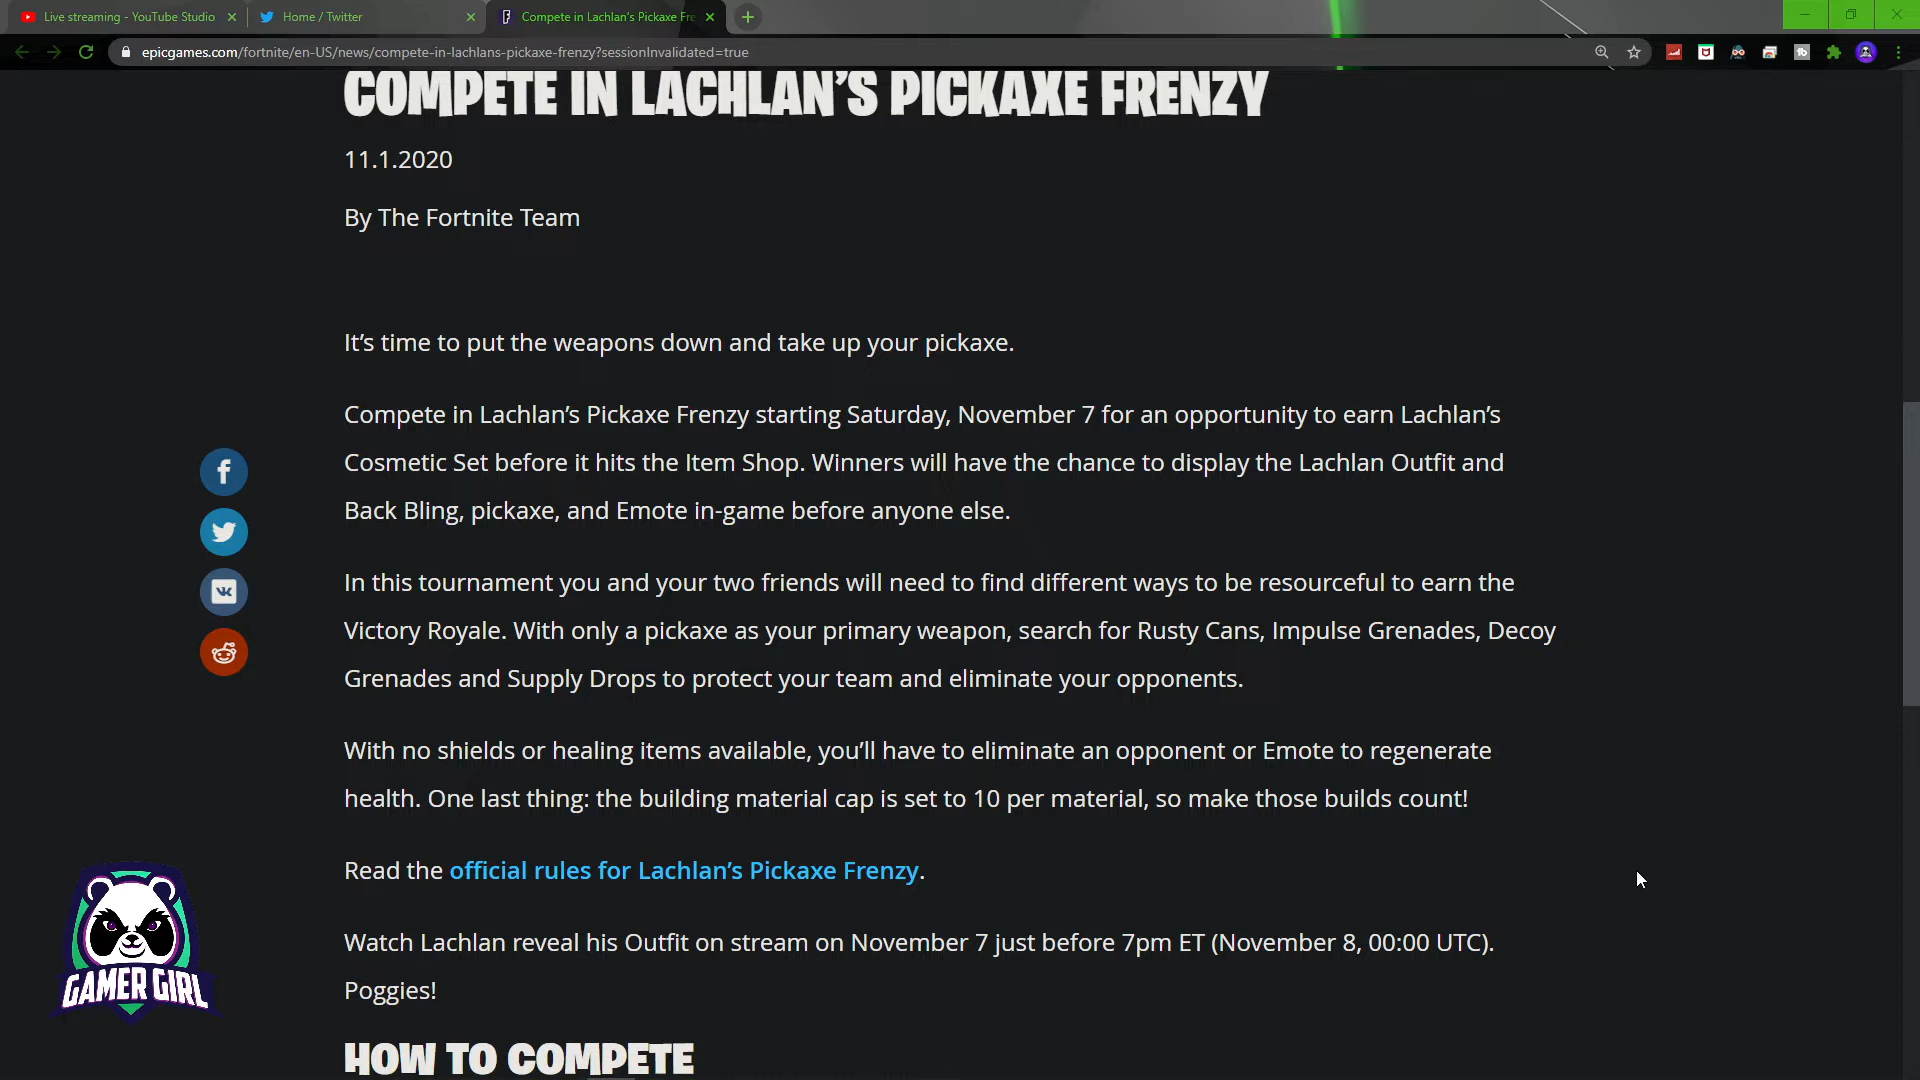 Live streaming - YouTube Studio
Home / Twitter
Compete in Lachlan's Pickaxe Fre
epicgames.com/fortnite/en-US/news/compete-in-lachlans-pickaxe-frenzy?sessionInvalidated=true
COMPETE IN LACHLAN'S PICKAXE FRENZY
11.1.2020
By The Fortnite Team
It's time to put the weapons down and take up your pickaxe.
Compete in Lachlan's Pickaxe Frenzy starting Saturday, November 7 for an opportunity to earn Lachlan's
Cosmetic Set before it hits the Item Shop. Winners will have the chance to display the Lachlan Outfit and
Back Bling, pickaxe, and Emote in-game before anyone else.
In this tournament you and your two friends will need to find different ways to be resourceful to earn the
Victory Royale. With only a pickaxe as your primary weapon, search for Rusty Cans, Impulse Grenades, Decoy
Grenades and Supply Drops to protect your team and eliminate your opponents.
With no shields or healing items available, you'll have to eliminate an opponent or Emote to regenerate
health. One last thing: the building material cap is set to 10 per material, so make those builds count!
Read the official rules for Lachlan's Pickaxe Frenzy.
Watch Lachlan reveal his Outfit on stream on November 7 just before 7pm ET (November 8, 00:00 UTC).
Poggies!
GAMER GIRL
HOW TO COMPETE